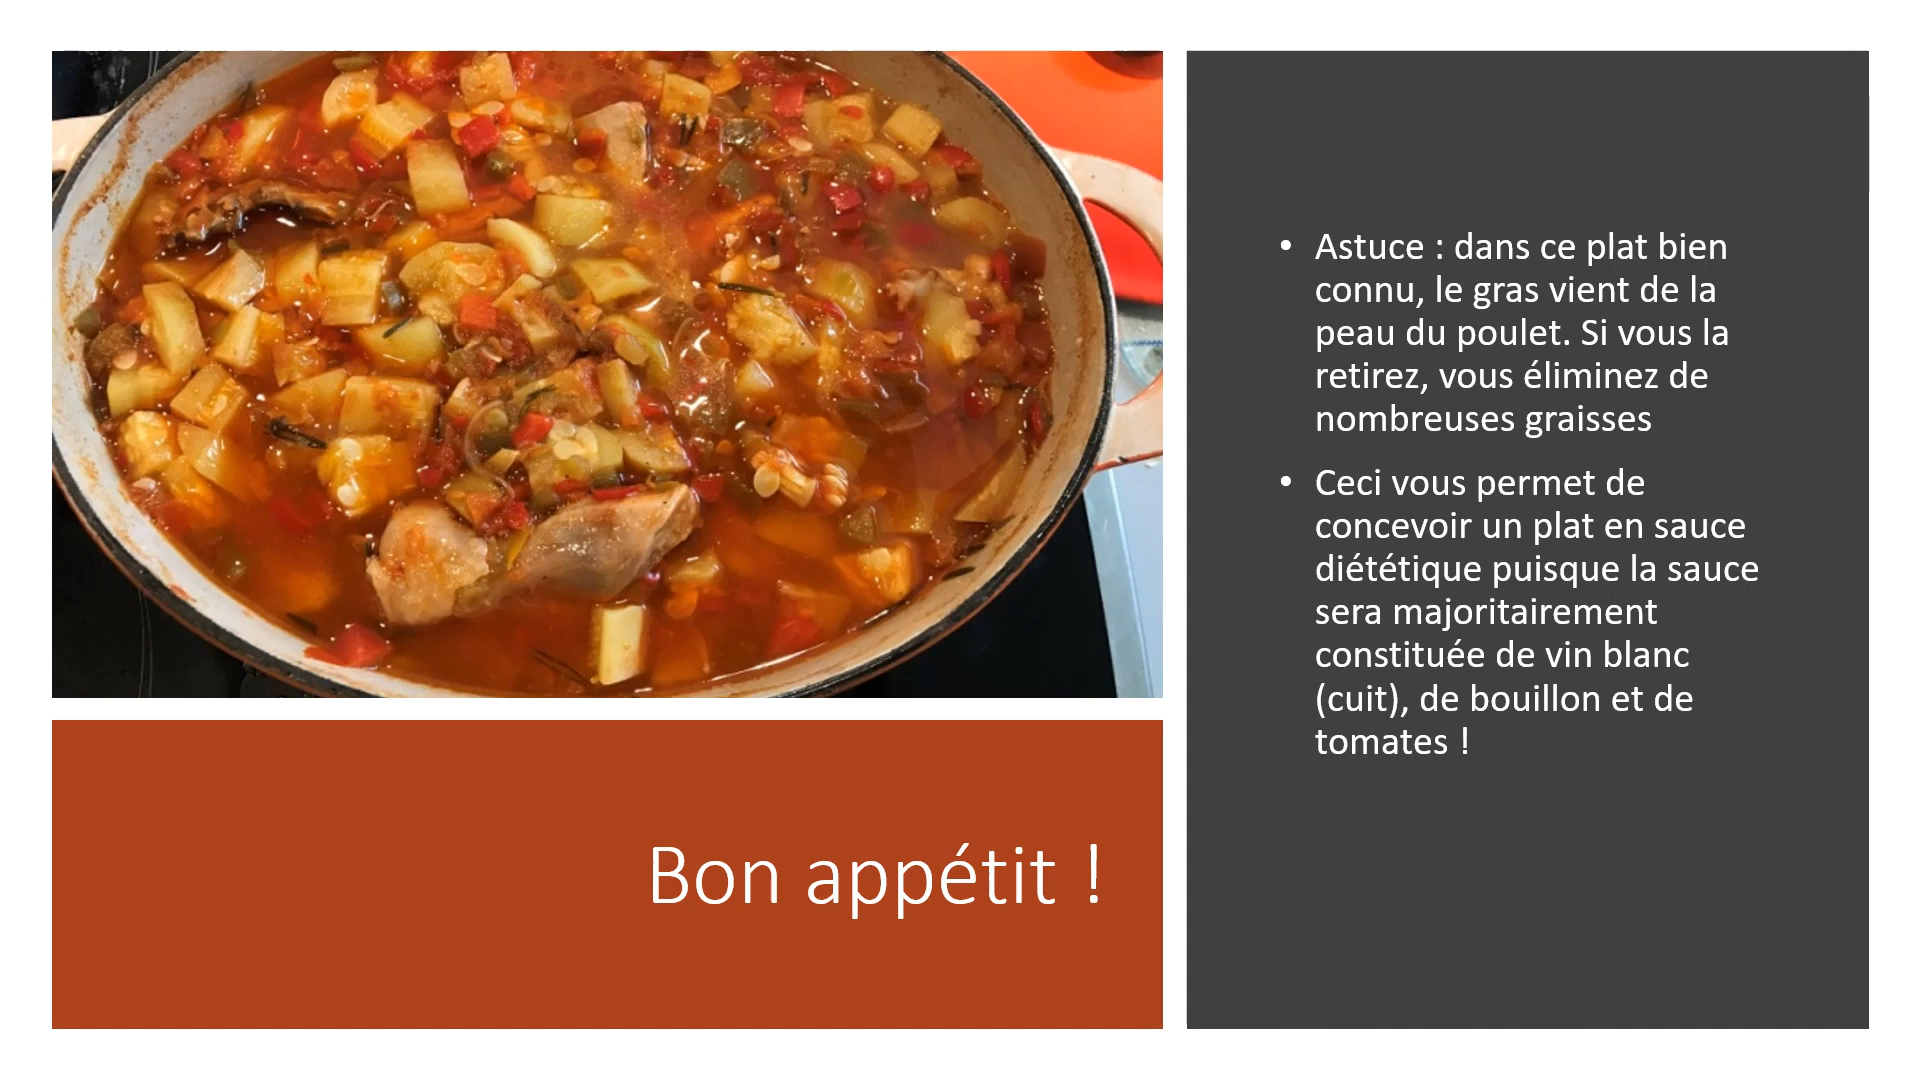 Bon appétit !
• Astuce : dans ce plat bien
connu, le gras vient de la
peau du poulet. Si vous la
retirez, vous éliminez de
nombreuses graisses
• Ceci vous permet de
concevoir un plat en sauce
diététique puisque la sauce
sera majoritairement
constituée de vin blanc
(cuit), de bouillon et de
tomates !